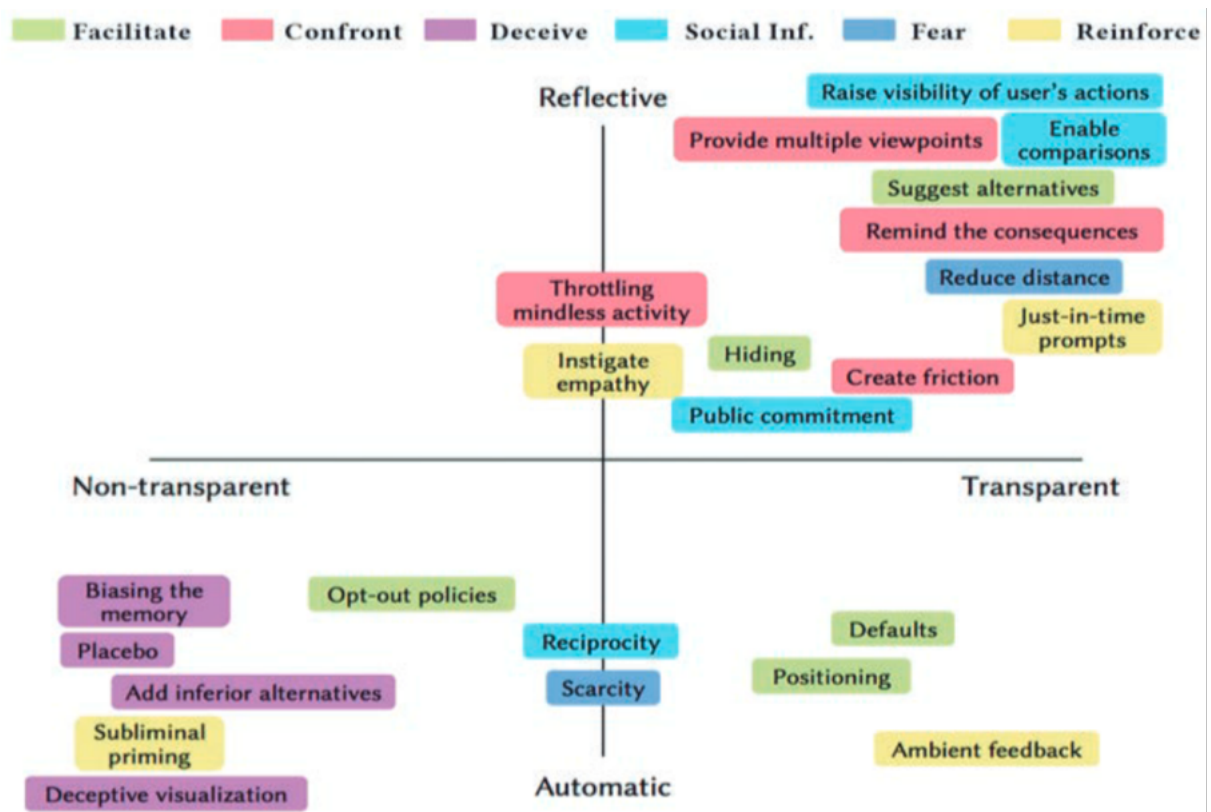 Facilitate Confront Deceive Social Inf. Fear Reinforce
Reflective
Raise visibility of user's actions
Provide multiple viewpoints
Enable
comparisons
Suggest alternatives
Remind the consequences
Reduce distance
Throttling
mindless activity
Just-in-time
prompts
Hiding
Instigate
empathy
Create friction
Public commitment
Non-transparent
Transparent
Biasing the
memory
Opt-out policies
Defaults
Reciprocity
Placebo
Positioning
Scarcity
Add inferior alternatives
Subliminal
priming
Ambient feedback
Automatic
Deceptive visualization